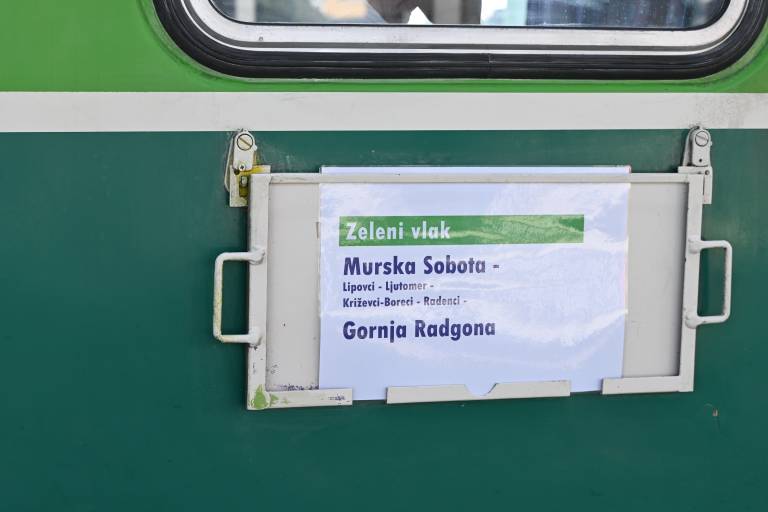 Zeleni vlak
Murska Sobota -
Lipovci - Ljutomer -
Križevci-Boreci - Radenci -
Gornja Radgona